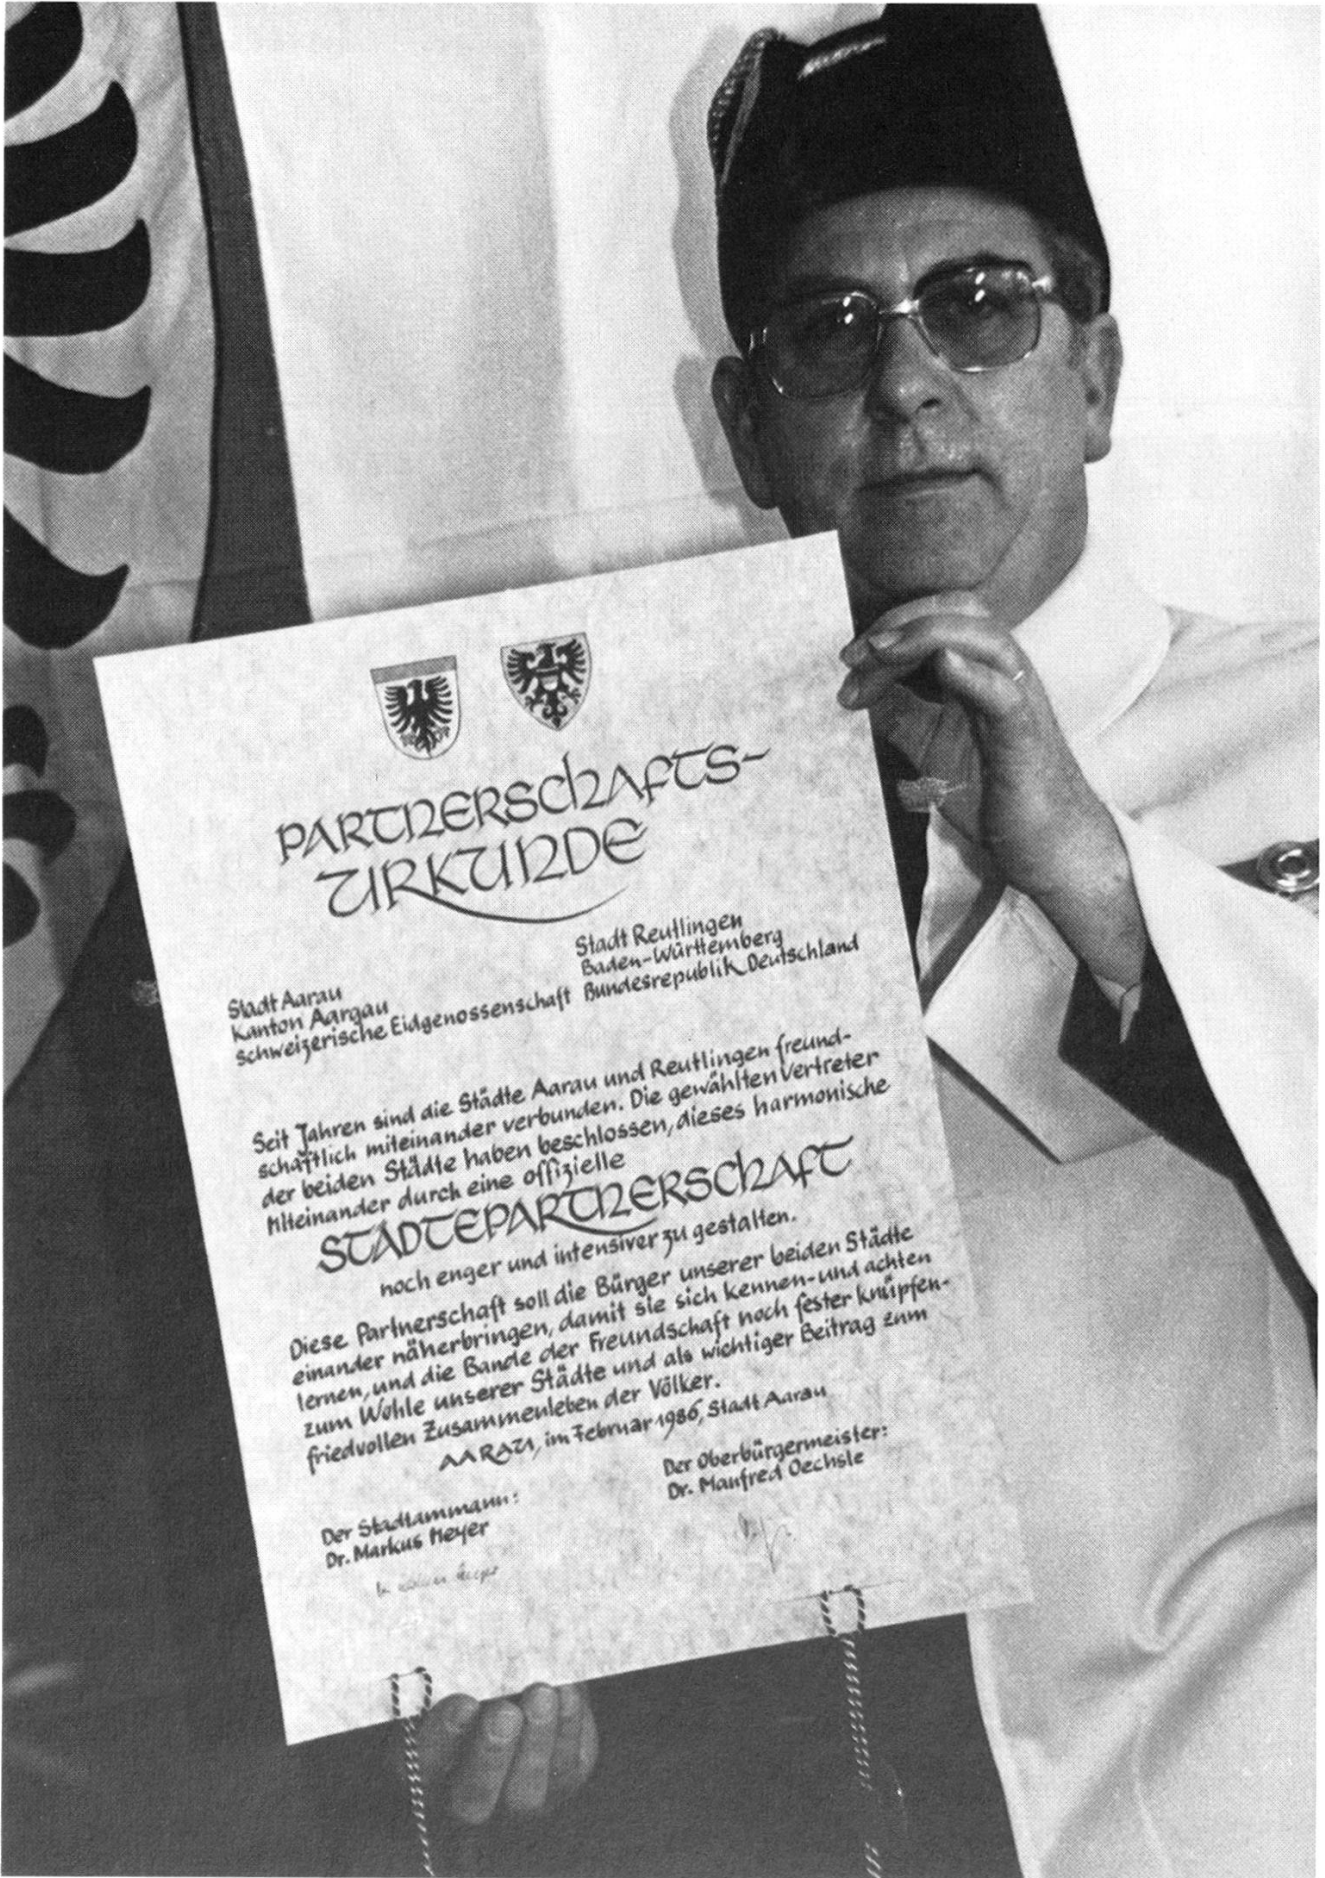 PARTNERSCHAFTS-
URKUNDE
Stadt Aarau
Kanton Aargau
Schweizerische Eidgenossenschaft
Stadt Reutlingen
Baden-Württemberg
Bundesrepublik Deutschland
Seit Jahren sind die Städte Aarau und Reutlingen freund-
schaftlich miteinander verbunden. Die gewählten Vertreter
der beiden Städte haben beschlossen, dieses harmonische
Miteinander durch eine offizielle
STÄDTEPARTNERSCHAFT
noch enger und intensiver zu gestalten.
Diese Partnerschaft soll die Bürger unserer beiden Städte
einander näherbringen, damit sie sich kennen- und achten
lernen, und die Bande der Freundschaft noch fester knüpfen-
zum Wohle unserer Städte und als wichtiger Beitrag zum
friedvollen Zusammenleben der Völker.
AARAU, im Februar 1986, Stadt Aarau
Der Stadtammann:
Dr. Markus Meyer
Der Oberbürgermeister:
Dr. Manfred Oechsle